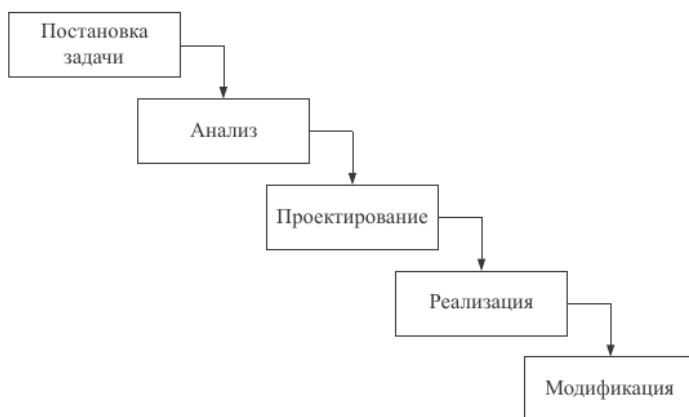 Постановка
задачи
Анализ
Проектирование
Реализация
Модификация